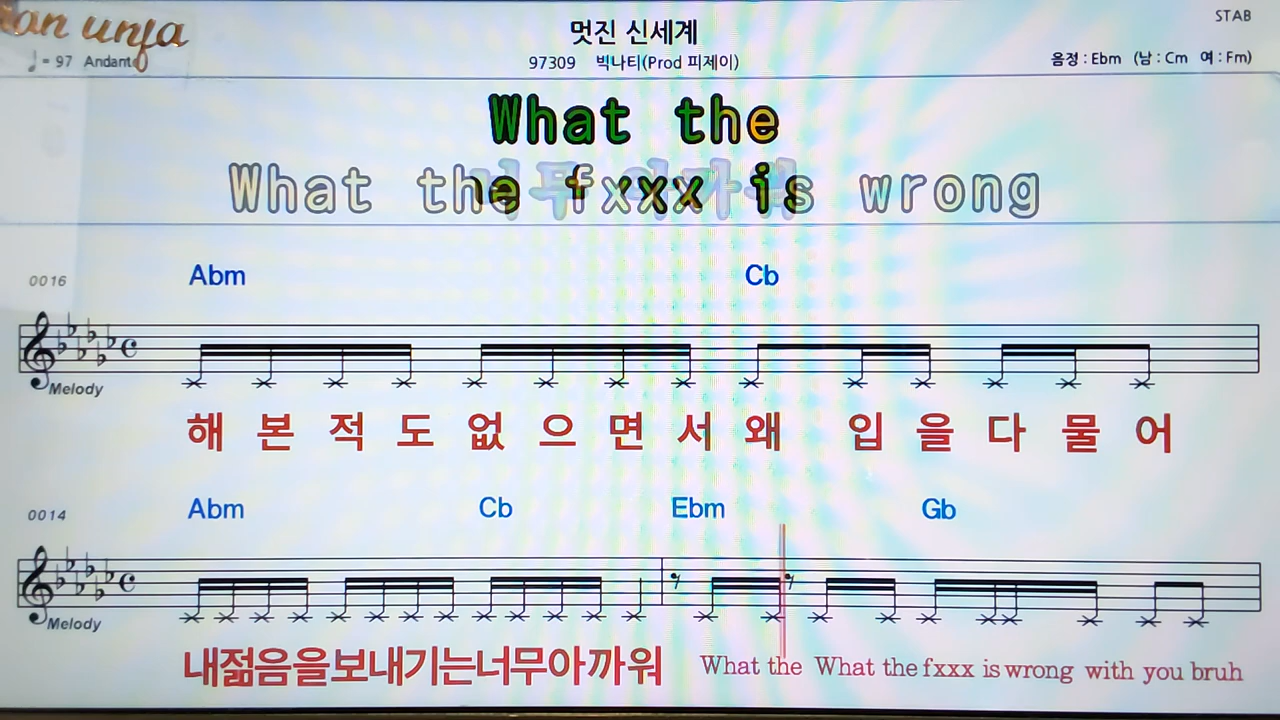 STAB
멋진 신세계
♩= 97 Andant
97309 빅나티(Prod 피제이)
음정 : Ebm (남 : Cm 여 : Fm)
What the
What the fxxx is wrong
0016 Abm Cb
Melody
해 본 적 도 없 으 면 서 왜 입 을 다 물 어
0014 Abm Cb Ebm Gb
Melody
내젊음을보내기는너무아까워 What the What the fxxx is wrong with you bruh